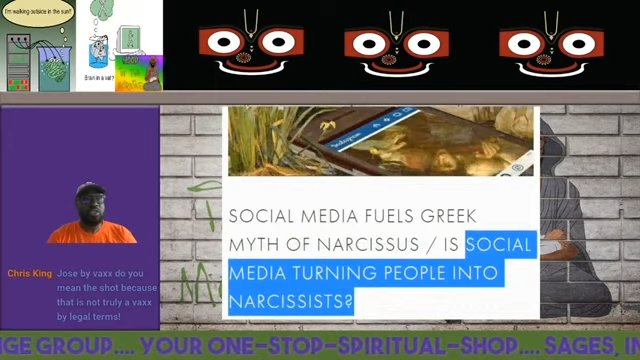 I'm walking outside in the sun!!
Brain in a vat?
SOCIAL MEDIA FUELS GREEK
MYTH OF NARCISSUS / IS SOCIAL
MEDIA TURNING PEOPLE INTO
NARCISSISTS?
Chris King Jose by vaxx do you
mean the shot because
that is not truly a vaxx
by legal terms!
NGE GROUP.... YOUR ONE-STOP-SPIRITUAL-SHOP.... SAGES, IN